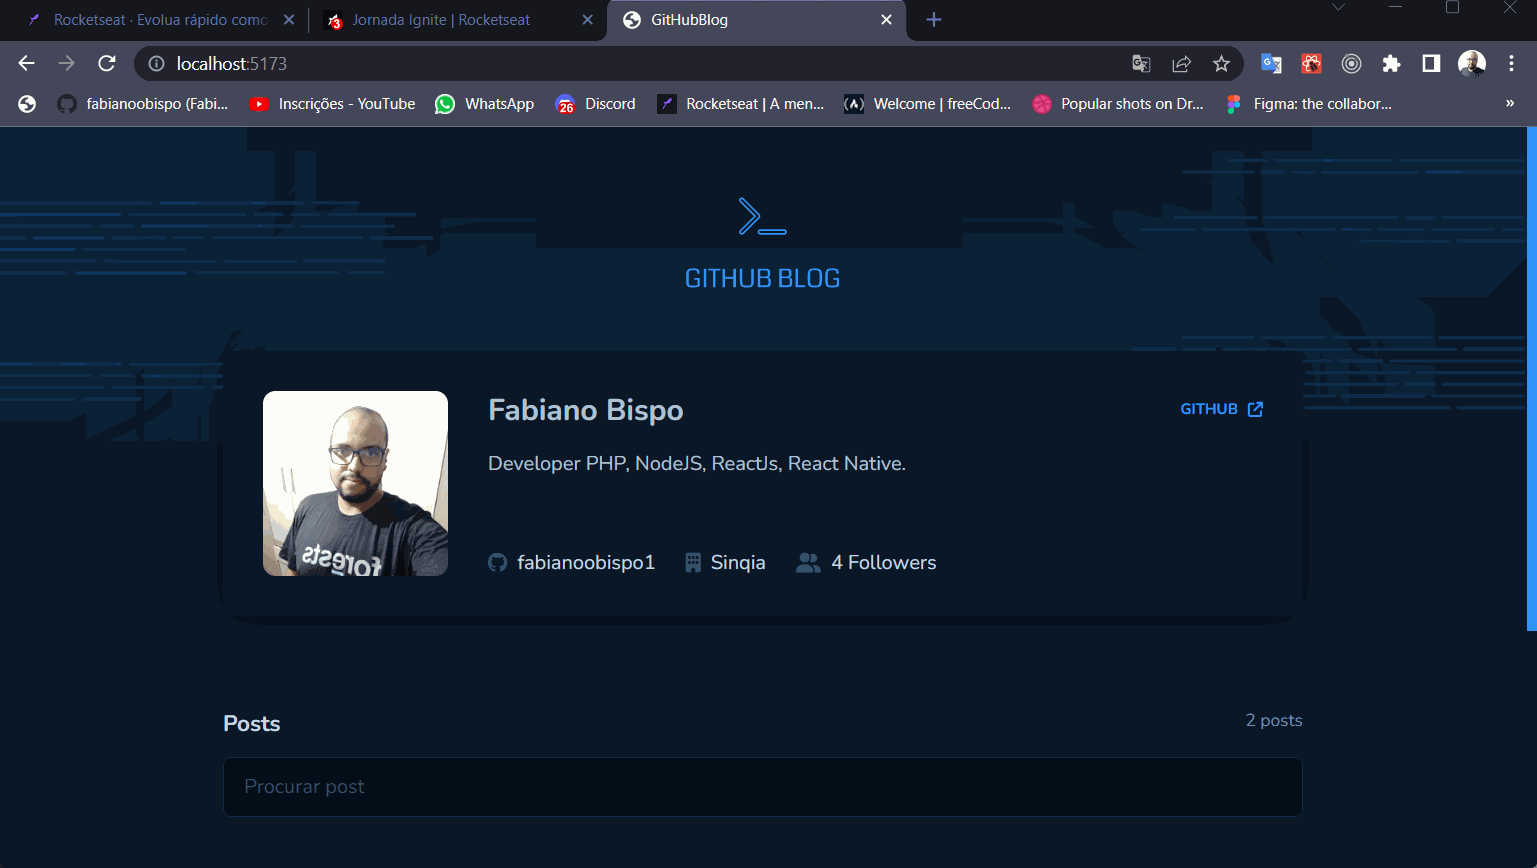 Rocketseat · Evolua rápido como
Jornada Ignite | Rocketseat
GitHubBlog
3
localhost:5173
fabianoobispo (Fabi...
Inscrições - YouTube
WhatsApp
26
Discord
Rocketseat | A men...
Welcome | freeCod...
Popular shots on Dr...
Figma: the collabor...
»
>_
GITHUB BLOG
Fabiano Bispo
GITHUB
Developer PHP, NodeJS, ReactJs, React Native.
forests
fabianoobispo1
Sinqia
4 Followers
Posts
2 posts
Procurar post